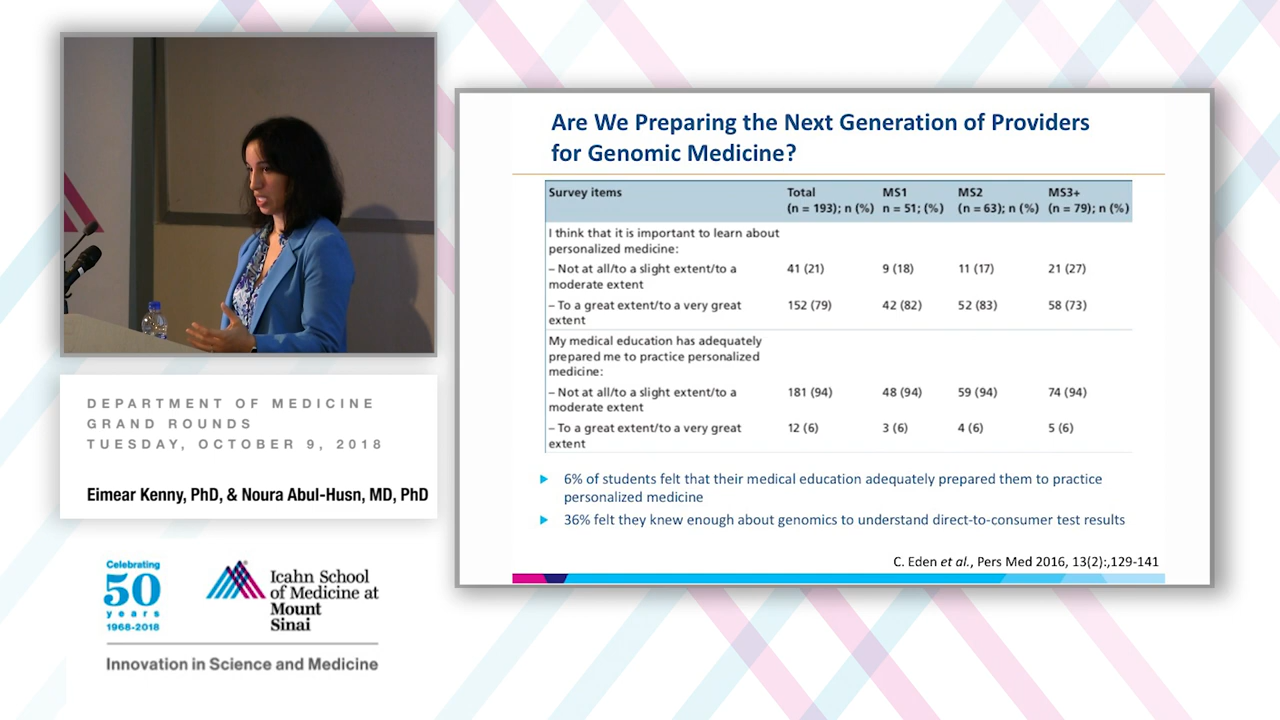 DEPARTMENT OF MEDICINE
GRAND ROUNDS
TUESDAY, OCTOBER 9, 2018
Eimear Kenny, PhD, & Noura Abul-Husn, MD, PhD
Celebrating
50
years
1968-2018
Icahn School
of Medicine at
Mount
Sinai
Innovation in Science and Medicine
Are We Preparing the Next Generation of Providers
for Genomic Medicine?
Survey items Total MS1 MS2 MS3+
(n = 193); n (%) n = 51; (%) (n = 63); n (%) (n = 79); n (%)
I think that it is important to learn about
personalized medicine:
– Not at all/to a slight extent/to a 41 (21) 9 (18) 11 (17) 21 (27)
moderate extent
– To a great extent/to a very great 152 (79) 42 (82) 52 (83) 58 (73)
extent
My medical education has adequately
prepared me to practice personalized
medicine:
– Not at all/to a slight extent/to a 181 (94) 48 (94) 59 (94) 74 (94)
moderate extent
– To a great extent/to a very great 12 (6) 3 (6) 4 (6) 5 (6)
extent
6% of students felt that their medical education adequately prepared them to practice
personalized medicine
36% felt they knew enough about genomics to understand direct-to-consumer test results
C. Eden et al., Pers Med 2016, 13(2):,129-141